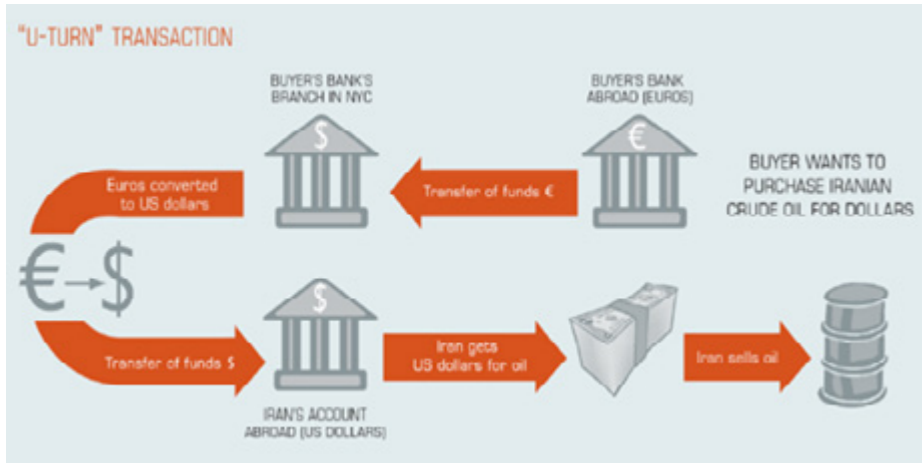 "U-TURN" TRANSACTION
BUYER'S BANK'S
BRANCH IN NYC
$
BUYER'S BANK
ABROAD (EUROS)
€
BUYER WANTS TO
PURCHASE IRANIAN
CRUDE OIL FOR DOLLARS
Transfer of funds €
Euros converted
to US dollars
€→$
Transfer of funds $
$
IRAN'S ACCOUNT
ABROAD (US DOLLARS)
Iran gets
US dollars for oil
Iran sells oil